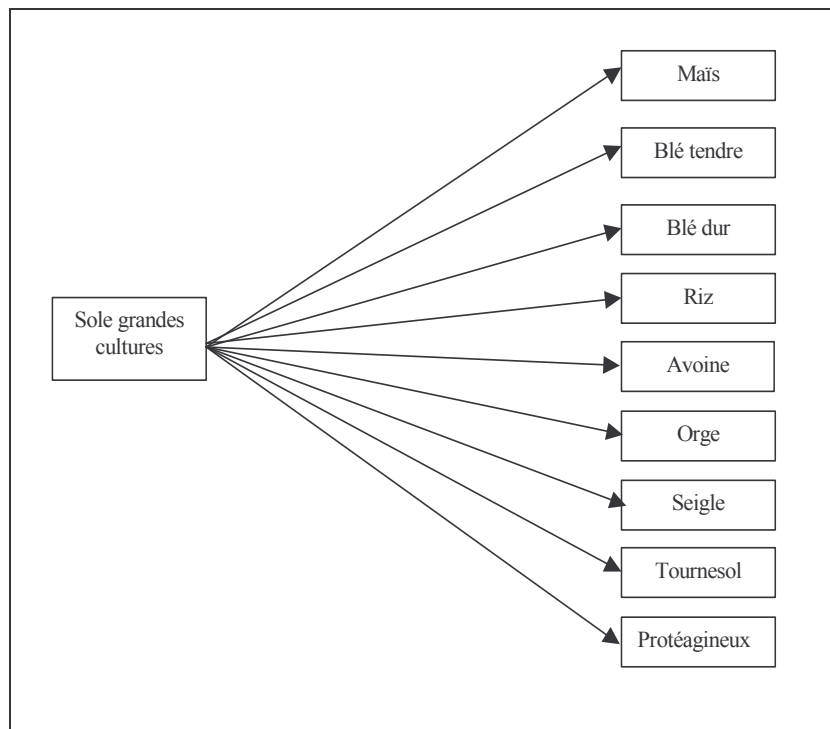 Maïs
Blé tendre
Blé dur
Riz
Sole grandes
cultures
Avoine
Orge
Seigle
Tournesol
Protéagineux